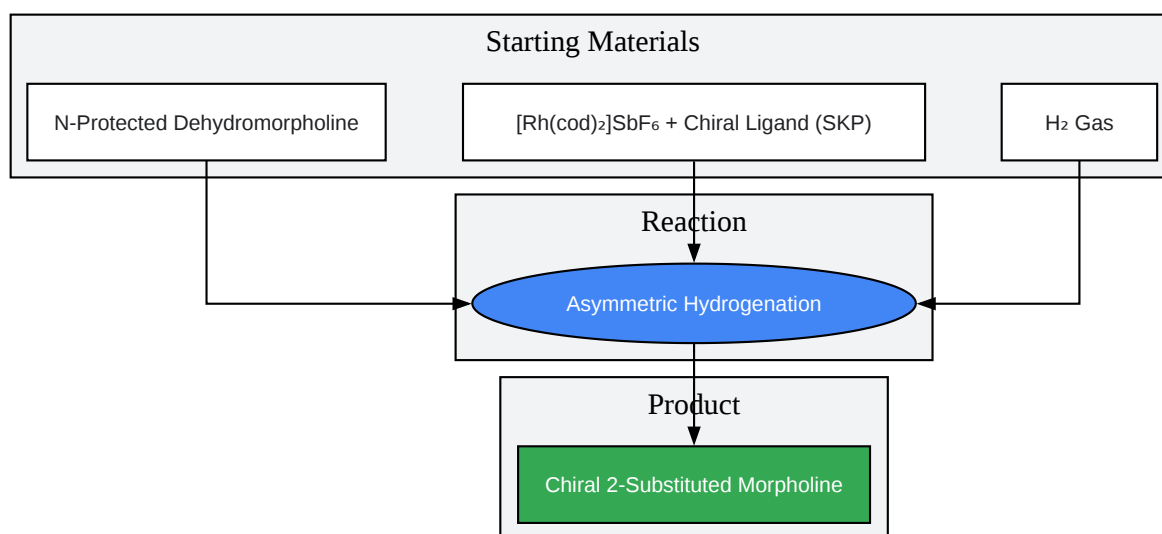 Starting Materials
N-Protected Dehydromorpholine
[Rh(cod)₂]SbF₆ + Chiral Ligand (SKP)
H₂ Gas
Reaction
Asymmetric Hydrogenation
Product
Chiral 2-Substituted Morpholine